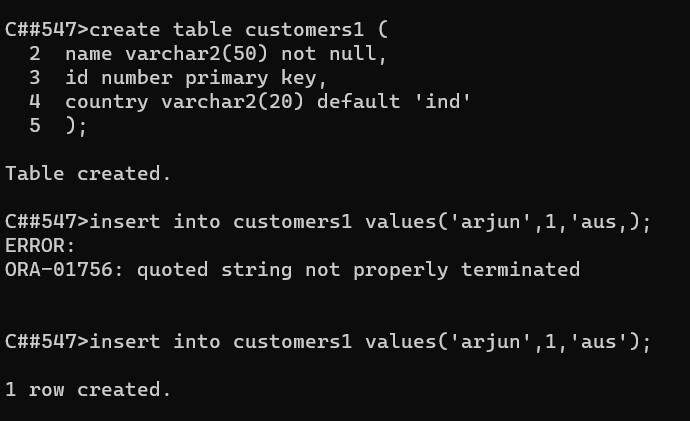 C##547>create table customers1 (
2 name varchar2(50) not null,
3 id number primary key,
4 country varchar2(20) default 'ind'
5 );
Table created.
C##547>insert into customers1 values('arjun',1,'aus,);
ERROR:
ORA-01756: quoted string not properly terminated
C##547>insert into customers1 values('arjun',1,'aus');
1 row created.